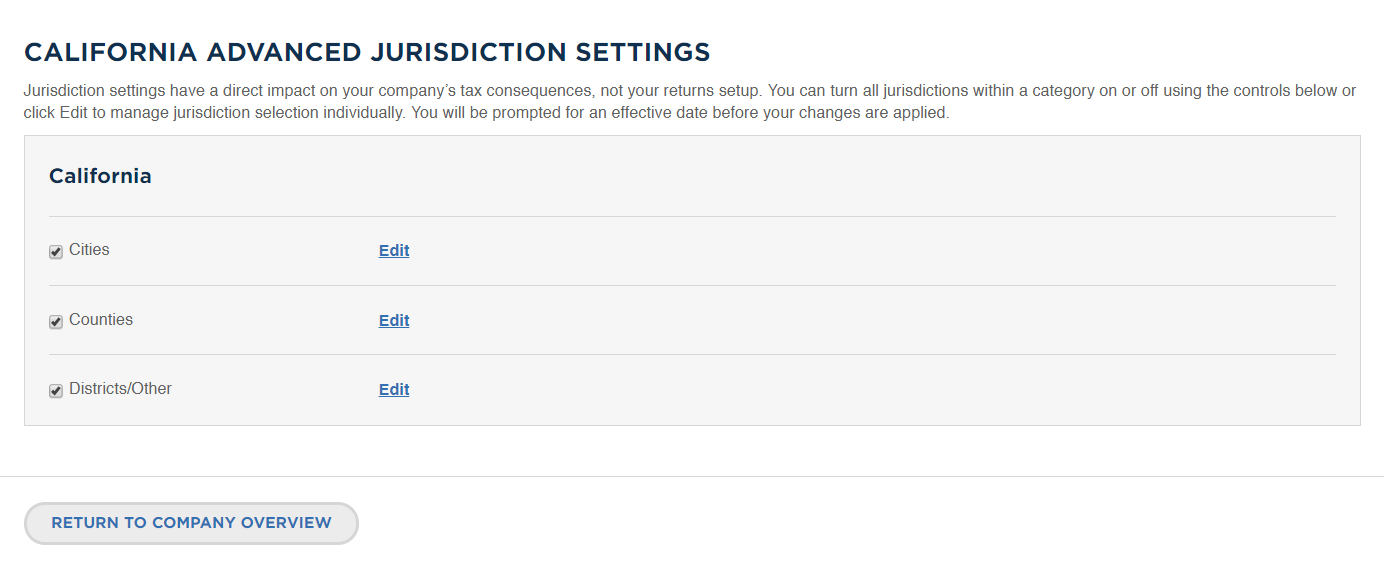 CALIFORNIA ADVANCED JURISDICTION SETTINGS
Jurisdiction settings have a direct impact on your company’s tax consequences, not your returns setup. You can turn all jurisdictions within a category on or off using the controls below or
click Edit to manage jurisdiction selection individually. You will be prompted for an effective date before your changes are applied.
California
Cities Edit
Counties Edit
Districts/Other Edit
RETURN TO COMPANY OVERVIEW